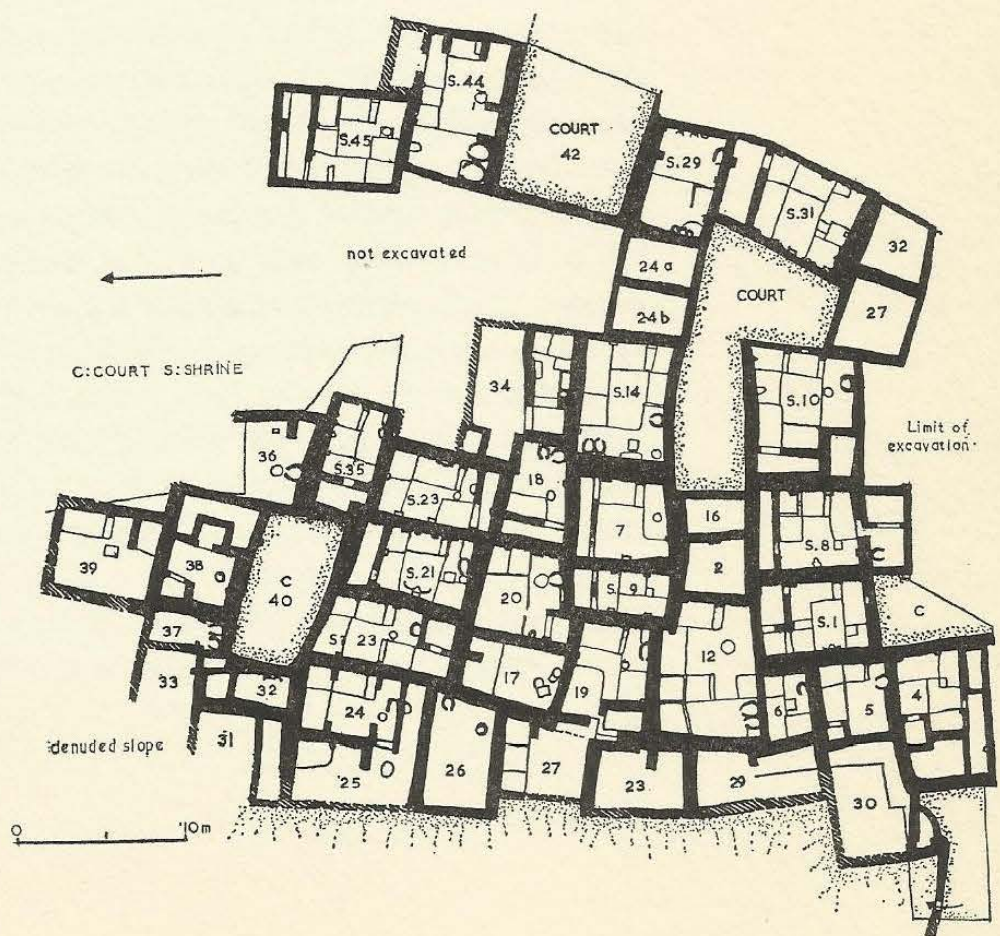 S.44
COURT
42
S.45
S.29
S.31
32
not excavated
24a
COURT
27
24b
C:COURT S:SHRINE
34
S.14
S.10
Limit of
excavation
36
S.35
S.23
18
7
16
S.8
39
38
C
40
S.21
20
S.9
2
C
37
S? 23
17
19
12
S.1
33
32
24
6
5
4
denuded slope
31
25
26
27
23
29
30
0
10m